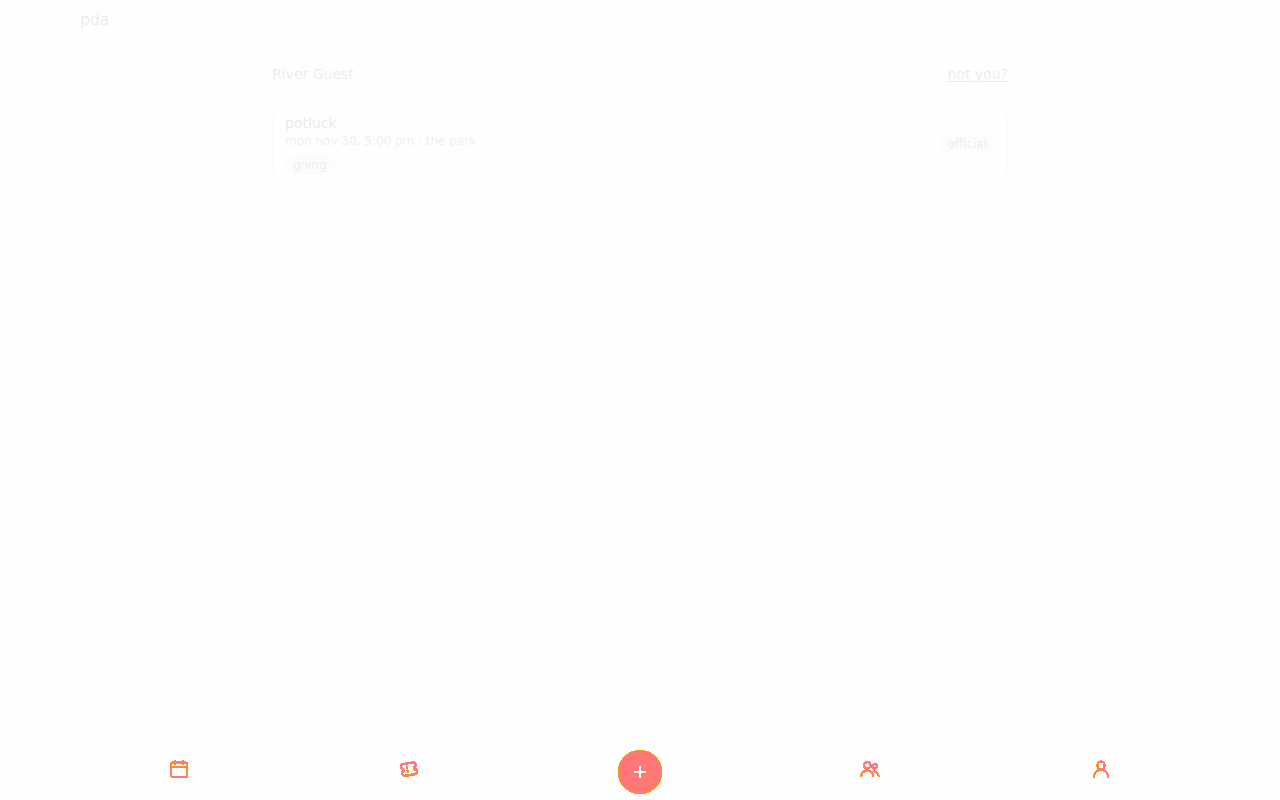 pda
River Guest not you?
potluck
mon nov 30, 5:00 pm · the park
official
going